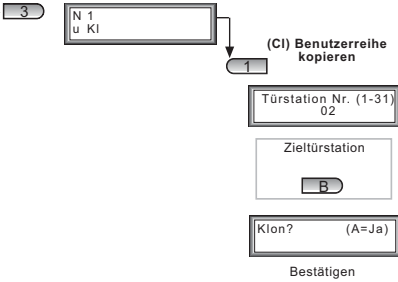 3
N 1
u Kl
(Cl) Benutzerreihe
kopieren
1
Türstation Nr. (1-31)
02
Zieltürstation
B
Klon? (A=Ja)
Bestätigen